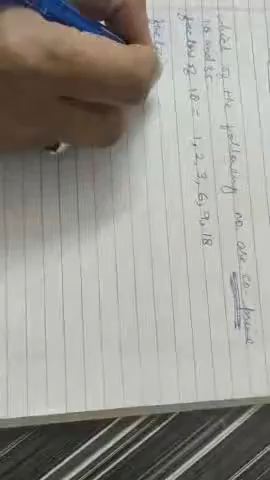 which of the following no are co-prime
18 and 35
factors of 18 = 1, 2, 3, 6, 9, 18
factors